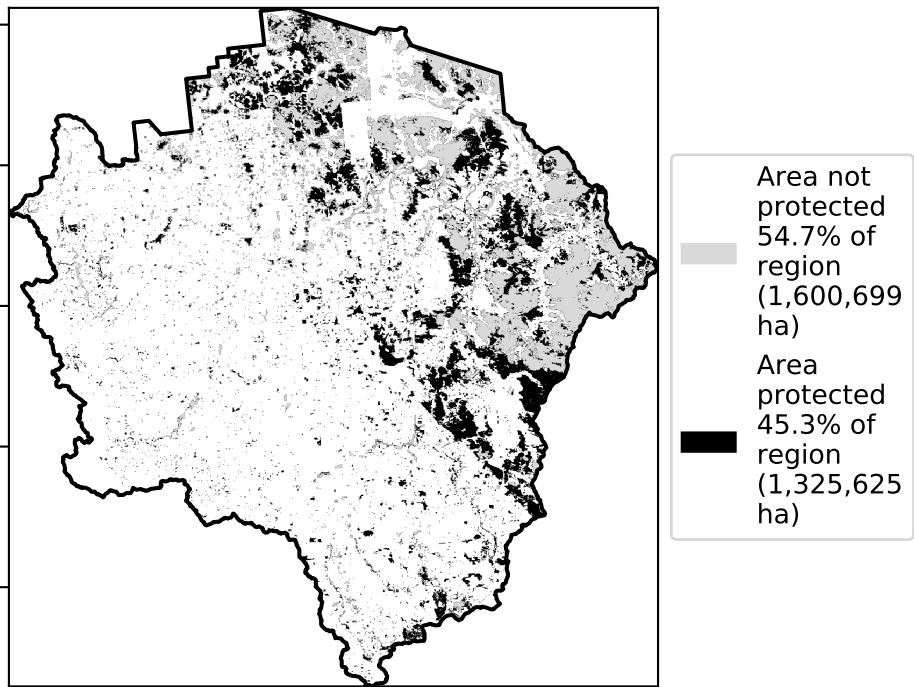 Area not
protected
54.7% of
region
(1,600,699
ha)
Area
protected
45.3% of
region
(1,325,625
ha)